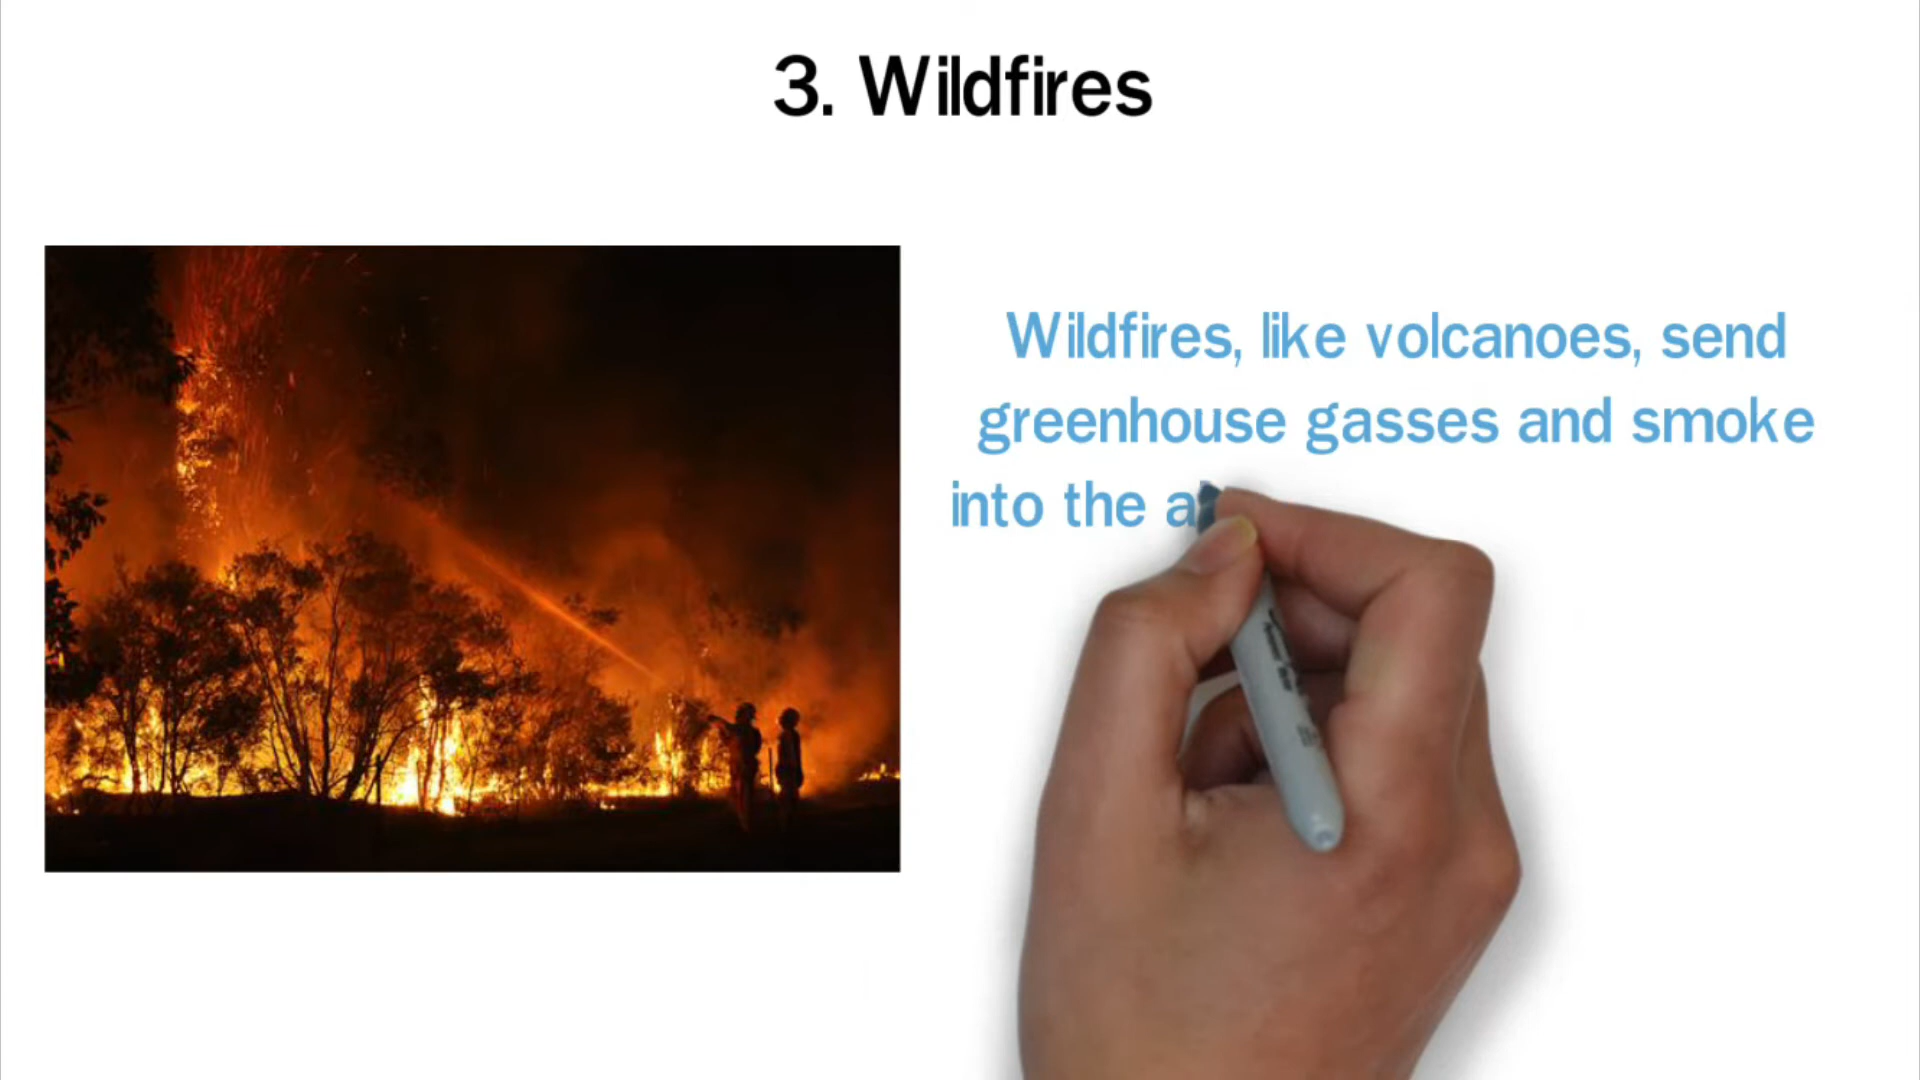 3. Wildfires
Wildfires, like volcanoes, send
greenhouse gasses and smoke
into the a